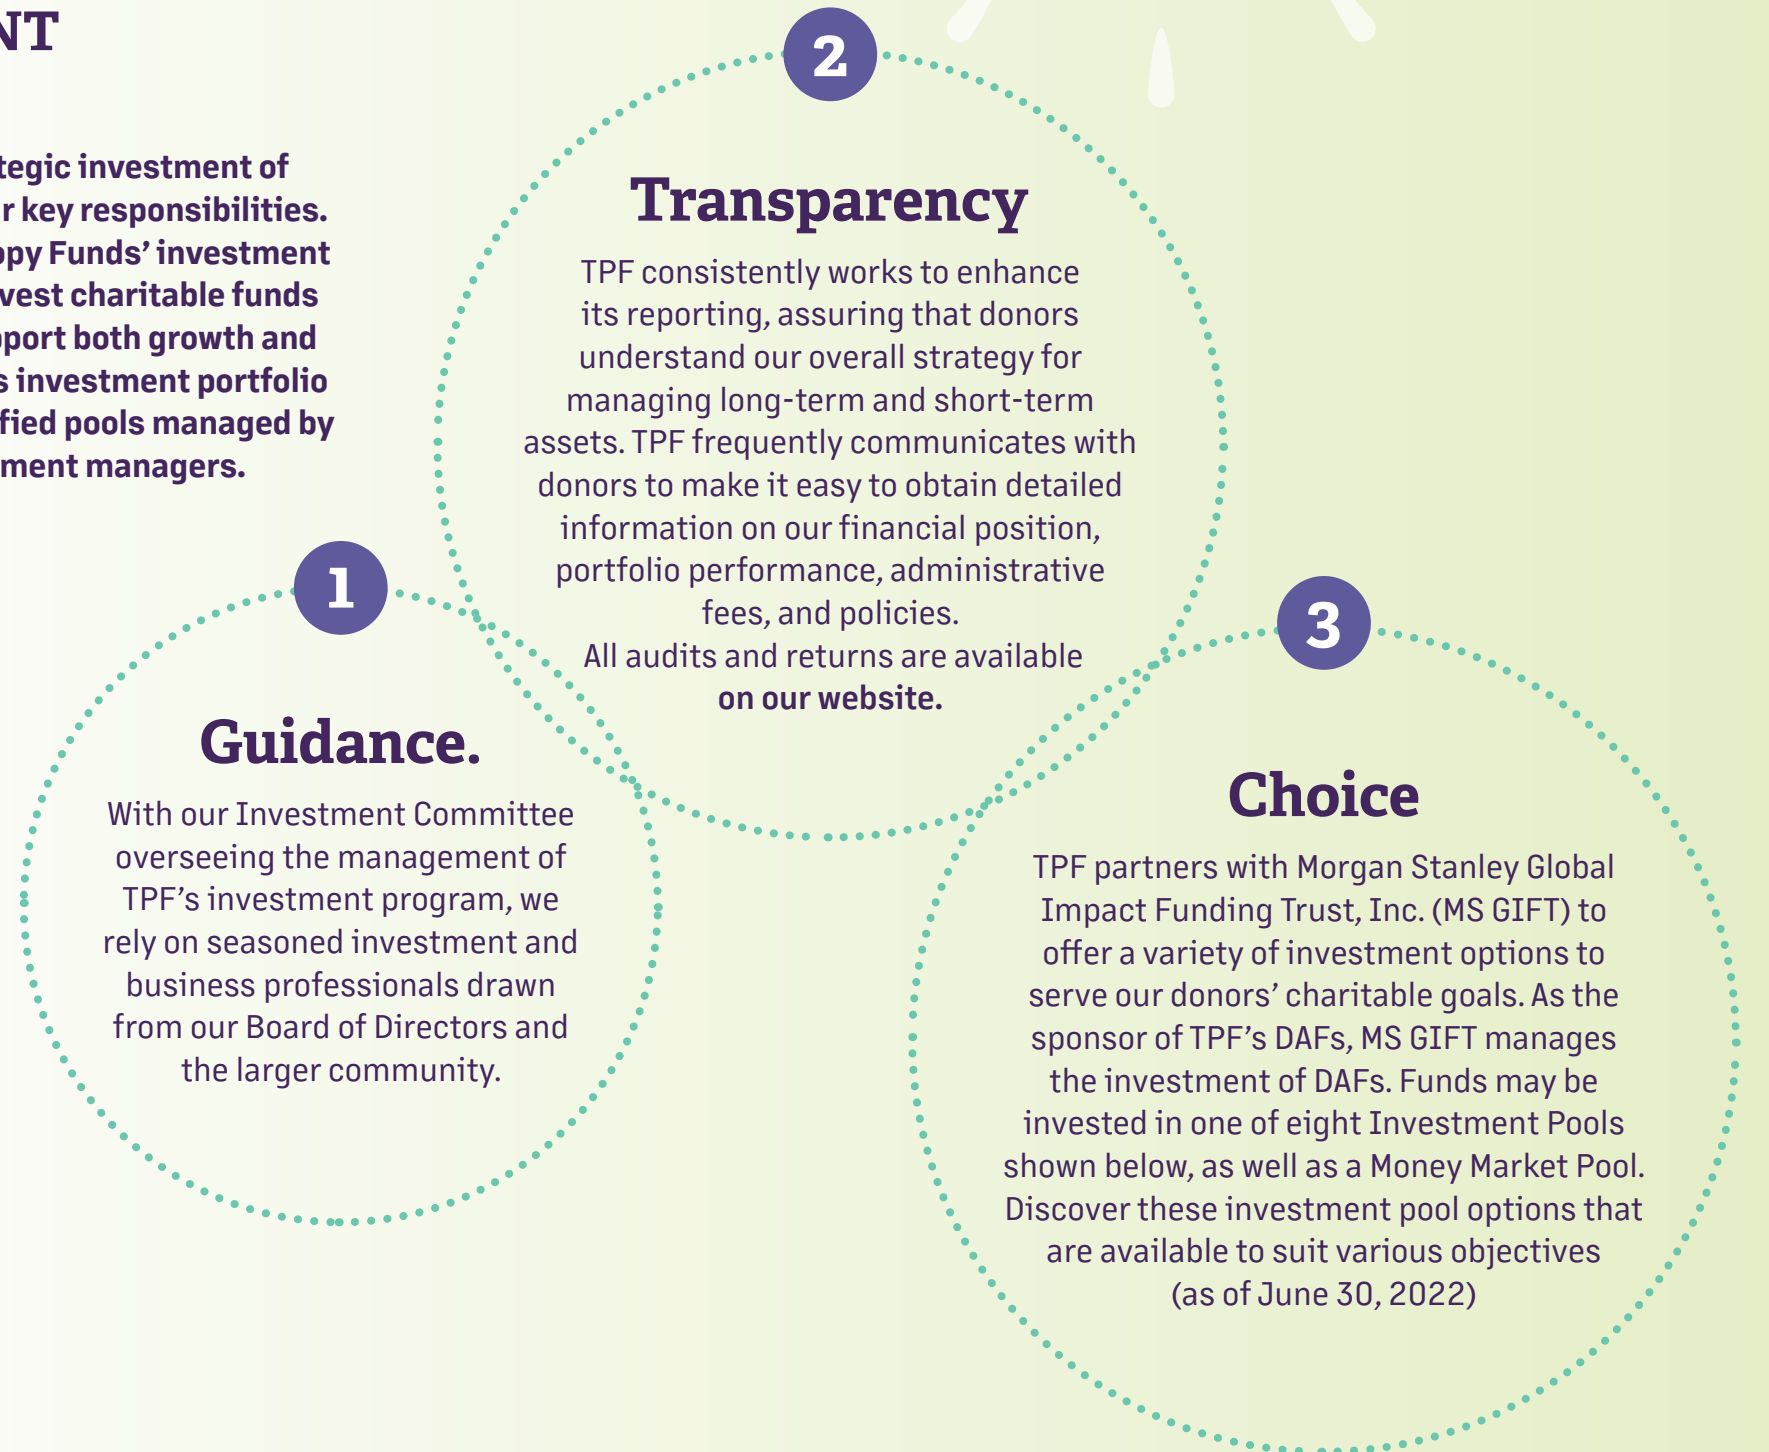 NT
tegic investment of
r key responsibilities.
opy Funds’ investment
vest charitable funds
pport both growth and
s investment portfolio
fied pools managed by
ment managers.
1
Guidance.
With our Investment Committee
overseeing the management of
TPF’s investment program, we
rely on seasoned investment and
business professionals drawn
from our Board of Directors and
the larger community.
2
Transparency
TPF consistently works to enhance
its reporting, assuring that donors
understand our overall strategy for
managing long-term and short-term
assets. TPF frequently communicates with
donors to make it easy to obtain detailed
information on our financial position,
portfolio performance, administrative
fees, and policies.
All audits and returns are available
on our website.
3
Choice
TPF partners with Morgan Stanley Global
Impact Funding Trust, Inc. (MS GIFT) to
offer a variety of investment options to
serve our donors’ charitable goals. As the
sponsor of TPF’s DAFs, MS GIFT manages
the investment of DAFs. Funds may be
invested in one of eight Investment Pools
shown below, as well as a Money Market Pool.
Discover these investment pool options that
are available to suit various objectives
(as of June 30, 2022)